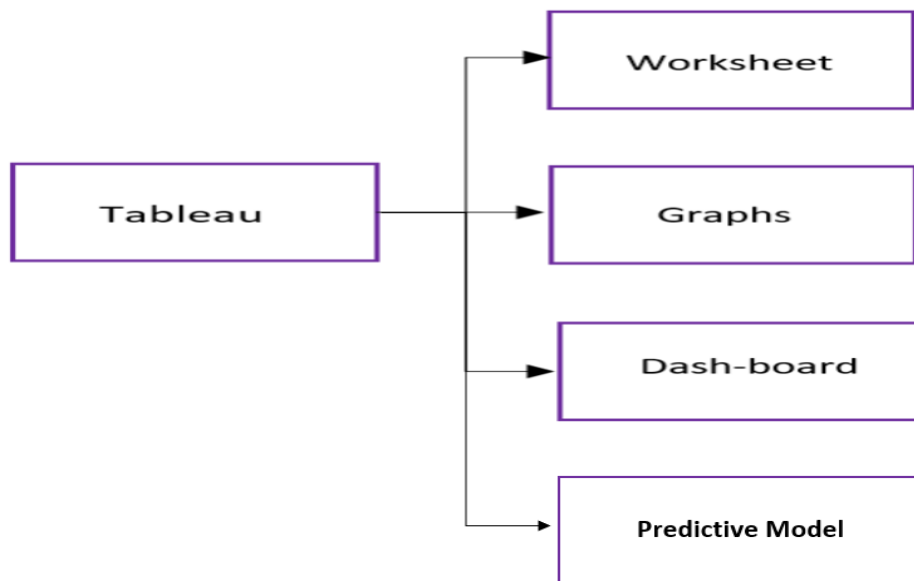 Worksheet
Tableau
Graphs
Dash-board
Predictive Model